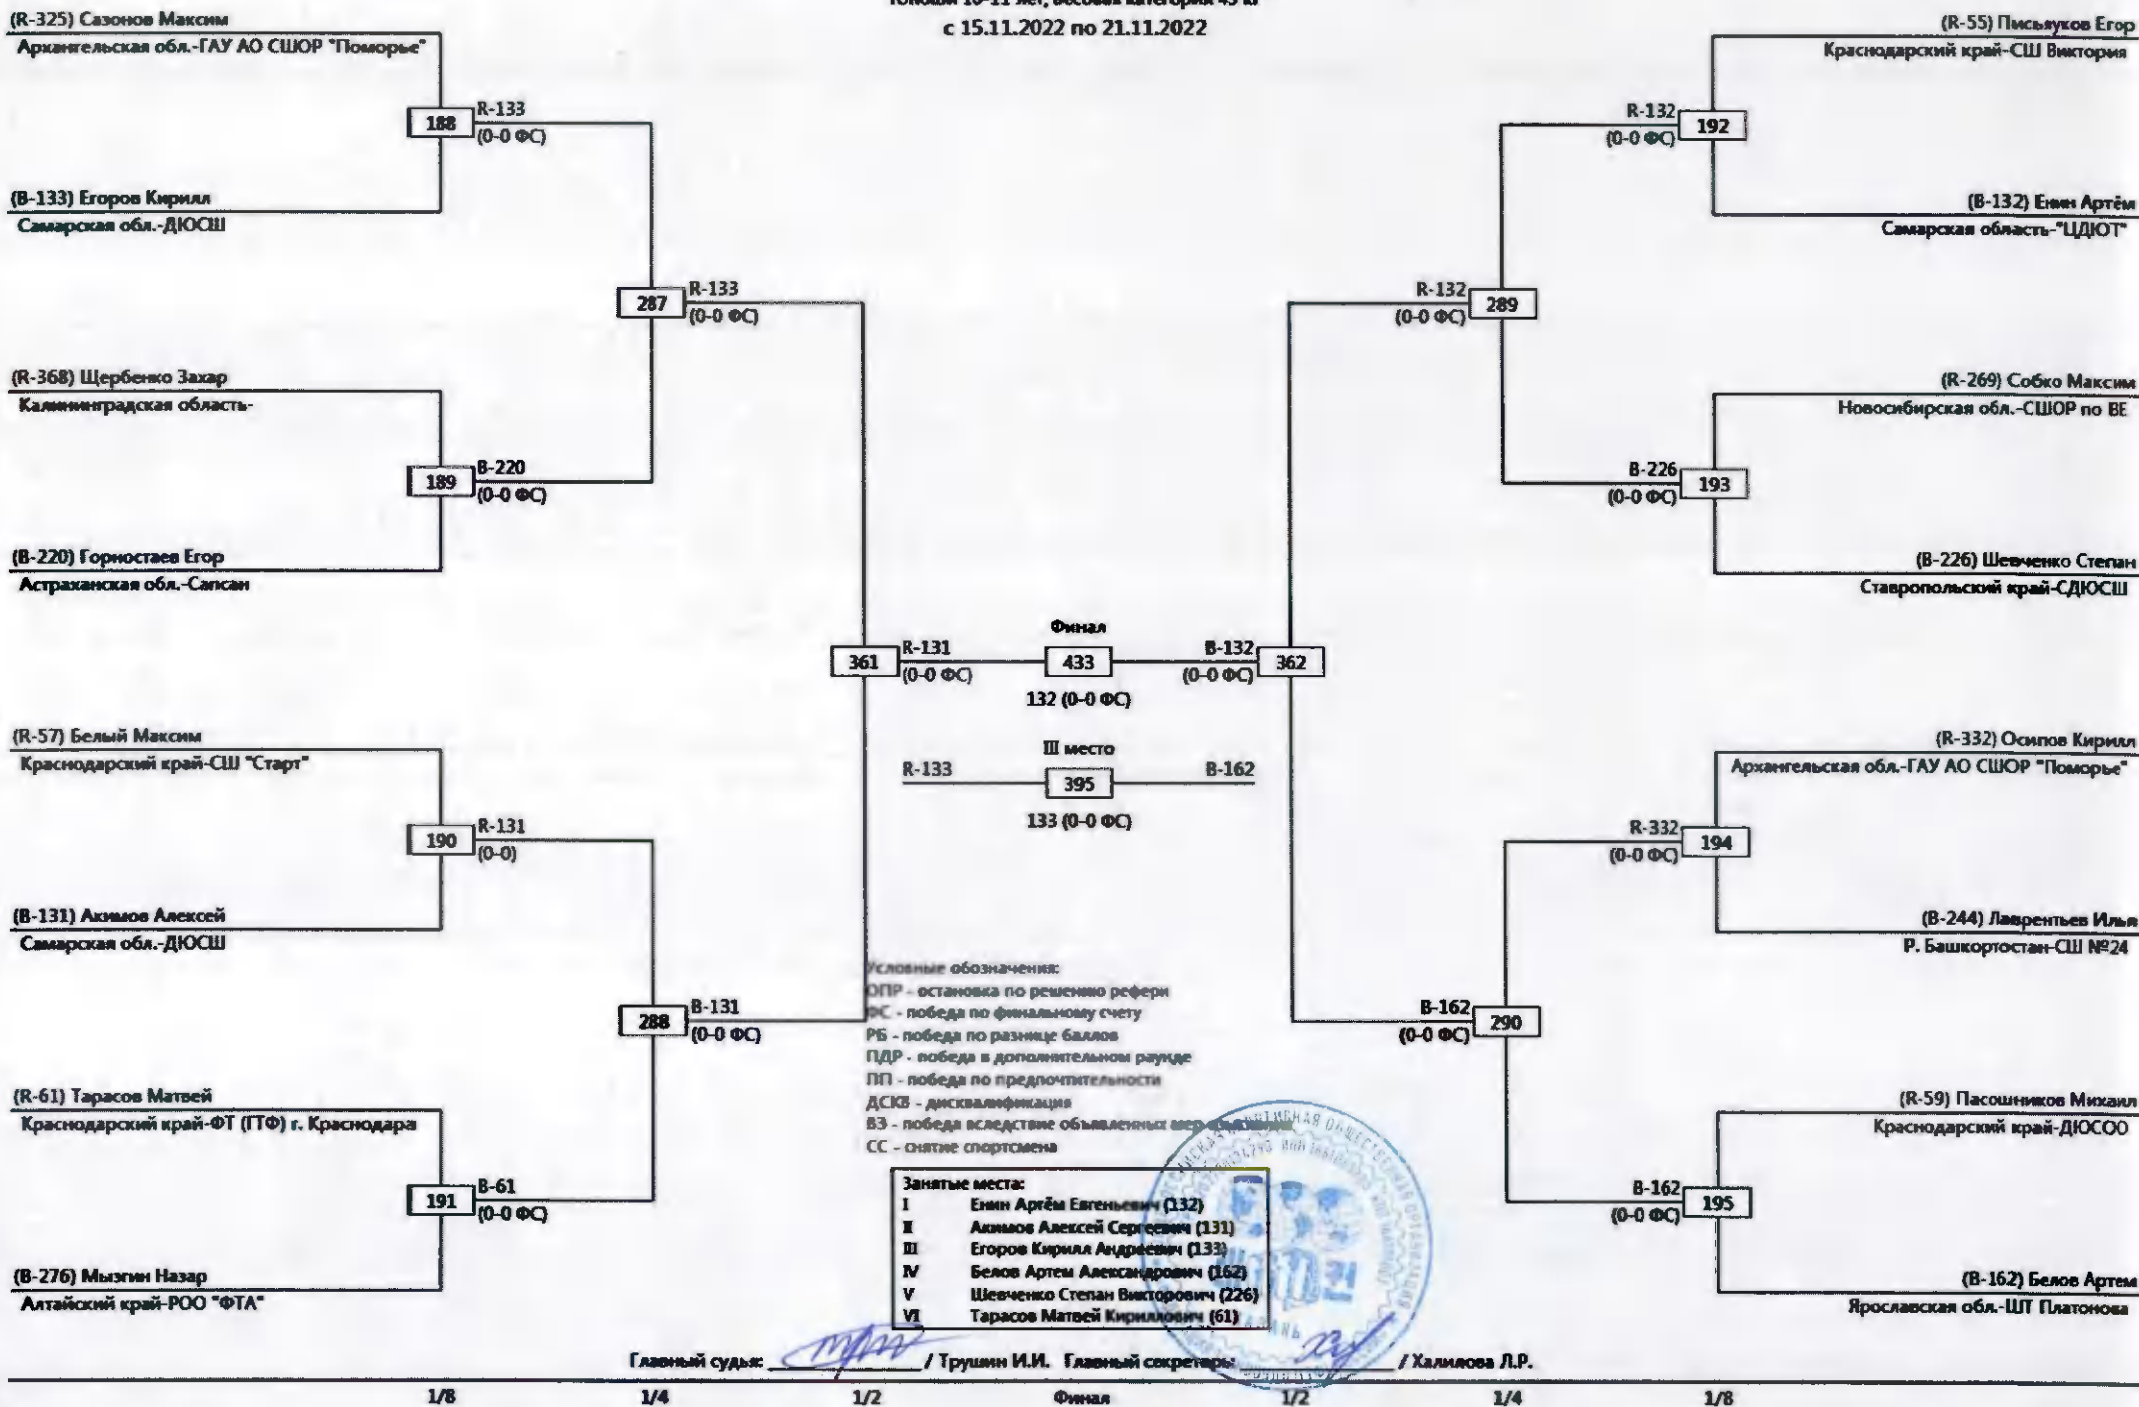 Юноши 10-11 лет, весовая категория 45 кг
с 15.11.2022 по 21.11.2022
(R-325) Сазонов Максим
Архангельская обл.-ГАУ АО СШОР "Поморье"
188
R-133
(0-0 ФС)
(B-133) Егоров Кирилл
Самарская обл.-ДЮСШ
287
R-133
(0-0 ФС)
(R-368) Щербенко Захар
Калининградская область-
189
B-220
(0-0 ФС)
(B-220) Горностаев Егор
Астраханская обл.-Сапсан
361
R-131
(0-0 ФС)
(R-57) Белый Максим
Краснодарский край-СШ "Старт"
190
R-131
(0-0)
(B-131) Акимов Алексей
Самарская обл.-ДЮСШ
288
B-131
(0-0 ФС)
(R-61) Тарасов Матвей
Краснодарский край-ФТ (ГТФ) г. Краснодара
191
B-61
(0-0 ФС)
(B-276) Мызгин Назар
Алтайский край-РОО "ФТА"
Финал
433
132 (0-0 ФС)
III место
R-133
395
B-162
133 (0-0 ФС)
(R-55) Письяуков Егор
Краснодарский край-СШ Виктория
R-132
(0-0 ФС)
192
(B-132) Енин Артём
Самарская область-"ЦДЮТ"
R-132
(0-0 ФС)
289
(R-269) Собко Максим
Новосибирская обл.-СШОР по ВЕ
B-226
(0-0 ФС)
193
(B-226) Шевченко Степан
Ставропольский край-СДЮСШ
B-132
(0-0 ФС)
362
(R-332) Осипов Кирилл
Архангельская обл.-ГАУ АО СШОР "Поморье"
R-332
(0-0 ФС)
194
(B-244) Лаврентьев Илья
Р. Башкортостан-СШ №24
B-162
(0-0 ФС)
290
(R-59) Пасошников Михаил
Краснодарский край-ДЮСОО
B-162
(0-0 ФС)
195
(B-162) Белов Артем
Ярославская обл.-ШТ Платонова
Условные обозначения:
ОПР - остановка по решению рефери
ФС - победа по финальному счету
РБ - победа по разнице баллов
ПДР - победа в дополнительном раунде
ПП - победа по предпочтительности
ДСКВ - дисквалификация
ВЗ - победа вследствие объявленных мер
СС - снятие спортсмена
Занятые места:
I Енин Артём Евгеньевич (132)
II Акимов Алексей Сергеевич (131)
III Егоров Кирилл Андреевич (133)
IV Белов Артем Александрович (162)
V Шевченко Степан Викторович (226)
VI Тарасов Матвей Кириллович (61)
Главный судья: / Трушин И.И. Главный секретарь: / Халилова Л.Р.
1/8 1/4 1/2 Финал 1/2 1/4 1/8